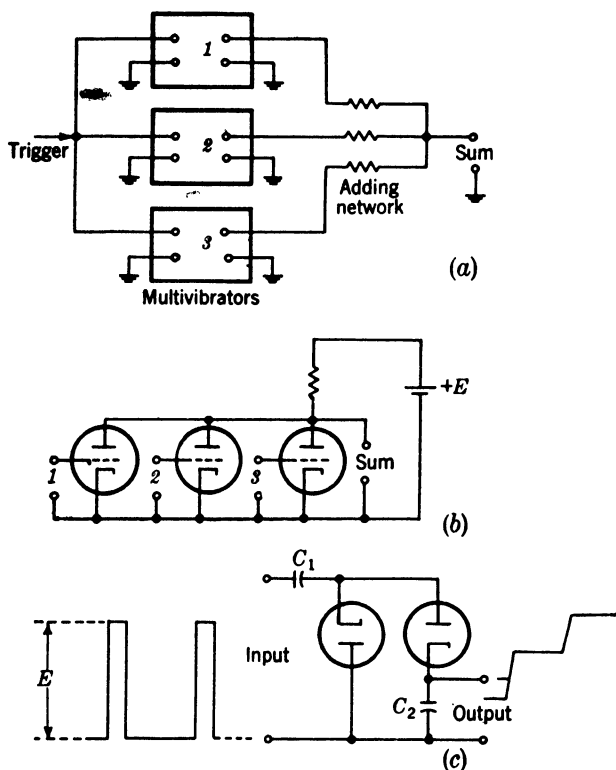 1
Trigger
2
Sum
Adding
network
3
(a)
Multivibrators
+E
1
2
3
Sum
(b)
C₁
E
Input
C₂
Output
(c)